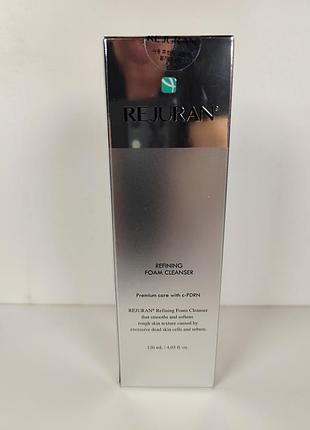 REJURAN
REJURAN®
REFINING
FOAM CLEANSER
Premium care with c-PDRN
REJURAN® Refining Foam Cleanser
that smooths and softens
rough skin texture caused by
excessive dead skin cells and sebum.
120 mL / 4.05 fl. oz.